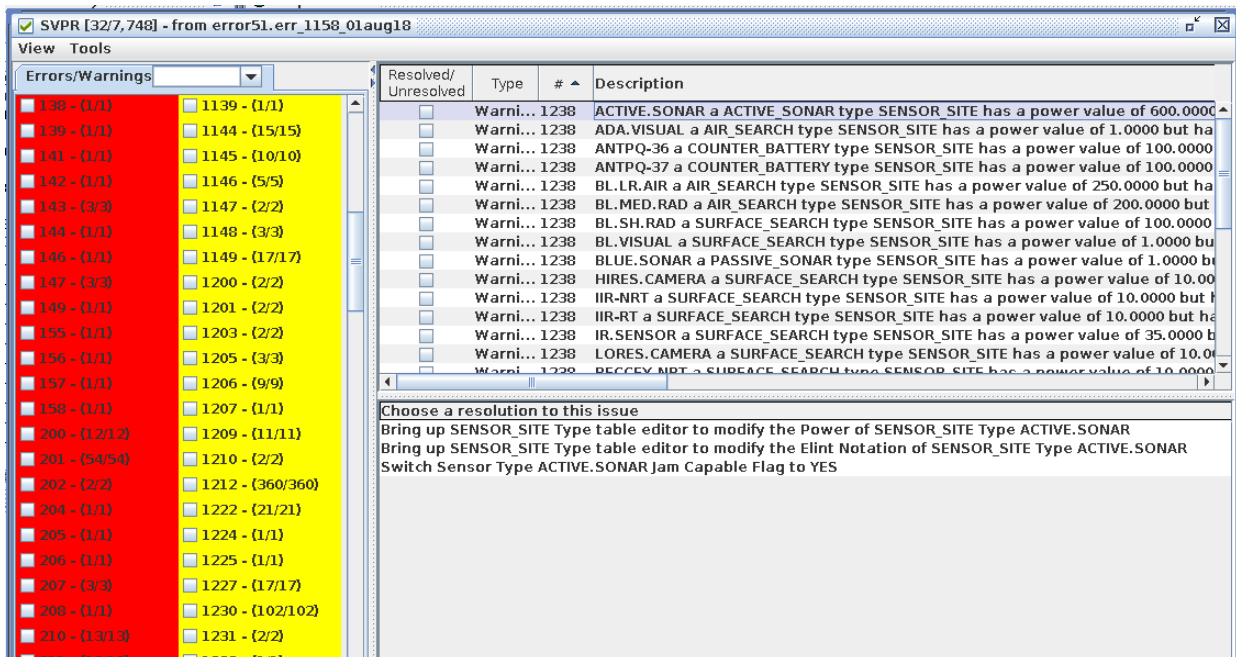 SVPR [32/7,748] - from error51.err_1158_01aug18
View Tools
Errors/Warnings
138 - (1/1)
139 - (1/1)
141 - (1/1)
142 - (1/1)
143 - (3/3)
144 - (1/1)
146 - (1/1)
147 - (3/3)
149 - (1/1)
155 - (1/1)
156 - (1/1)
157 - (1/1)
158 - (1/1)
200 - (12/12)
201 - (54/54)
202 - (2/2)
204 - (1/1)
205 - (1/1)
206 - (1/1)
207 - (3/3)
208 - (1/1)
210 - (13/13)
1139 - (1/1)
1144 - (15/15)
1145 - (10/10)
1146 - (5/5)
1147 - (2/2)
1148 - (3/3)
1149 - (17/17)
1200 - (2/2)
1201 - (2/2)
1203 - (2/2)
1205 - (3/3)
1206 - (9/9)
1207 - (1/1)
1209 - (11/11)
1210 - (2/2)
1212 - (360/360)
1222 - (21/21)
1224 - (1/1)
1225 - (1/1)
1227 - (17/17)
1230 - (102/102)
1231 - (2/2)
Resolved/
Unresolved Type # Description
Warni... 1238 ACTIVE.SONAR a ACTIVE_SONAR type SENSOR_SITE has a power value of 600.0000
Warni... 1238 ADA.VISUAL a AIR_SEARCH type SENSOR_SITE has a power value of 1.0000 but ha
Warni... 1238 ANTPQ-36 a COUNTER_BATTERY type SENSOR_SITE has a power value of 100.0000
Warni... 1238 ANTPQ-37 a COUNTER_BATTERY type SENSOR_SITE has a power value of 100.0000
Warni... 1238 BL.LR.AIR a AIR_SEARCH type SENSOR_SITE has a power value of 250.0000 but ha
Warni... 1238 BL.MED.RAD a AIR_SEARCH type SENSOR_SITE has a power value of 200.0000 but
Warni... 1238 BL.SH.RAD a SURFACE_SEARCH type SENSOR_SITE has a power value of 100.0000
Warni... 1238 BL.VISUAL a SURFACE_SEARCH type SENSOR_SITE has a power value of 1.0000 bu
Warni... 1238 BLUE.SONAR a PASSIVE_SONAR type SENSOR_SITE has a power value of 1.0000 b
Warni... 1238 HIRES.CAMERA a SURFACE_SEARCH type SENSOR_SITE has a power value of 10.00
Warni... 1238 IIR-NRT a SURFACE_SEARCH type SENSOR_SITE has a power value of 10.0000 but
Warni... 1238 IIR-RT a SURFACE_SEARCH type SENSOR_SITE has a power value of 10.0000 but ha
Warni... 1238 IR.SENSOR a SURFACE_SEARCH type SENSOR_SITE has a power value of 35.0000 b
Warni... 1238 LORES.CAMERA a SURFACE_SEARCH type SENSOR_SITE has a power value of 10.0
Choose a resolution to this issue
Bring up SENSOR_SITE Type table editor to modify the Power of SENSOR_SITE Type ACTIVE.SONAR
Bring up SENSOR_SITE Type table editor to modify the Elint Notation of SENSOR_SITE Type ACTIVE.SONAR
Switch Sensor Type ACTIVE.SONAR Jam Capable Flag to YES